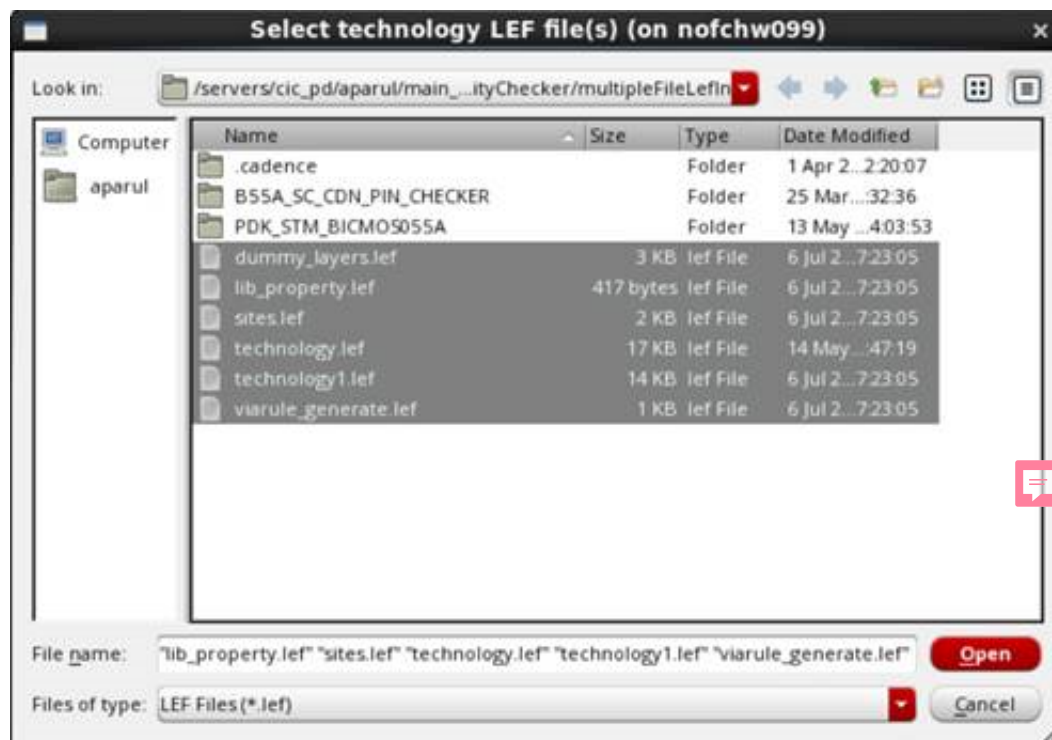 Select technology LEF file(s) (on nofchw099)
Look in: /servers/cic_pd/aparul/main_...ityChecker/multipleFileLefIn
Computer
aparul
Name Size Type Date Modified
.cadence Folder 1 Apr 2...2:20:07
B55A_SC_CDN_PIN_CHECKER Folder 25 Mar...:32:36
PDK_STM_BICMOS055A Folder 13 May ...4:03:53
dummy_layers.lef 3 KB lef File 6 Jul 2...7:23:05
lib_property.lef 417 bytes lef File 6 Jul 2...7:23:05
sites.lef 2 KB lef File 6 Jul 2...7:23:05
technology.lef 17 KB lef File 14 May...:47:19
technology1.lef 14 KB lef File 6 Jul 2...7:23:05
viarule_generate.lef 1 KB lef File 6 Jul 2...7:23:05
File name: "lib_property.lef" "sites.lef" "technology.lef" "technology1.lef" "viarule_generate.lef" Open
Files of type: LEF Files (*.lef) Cancel